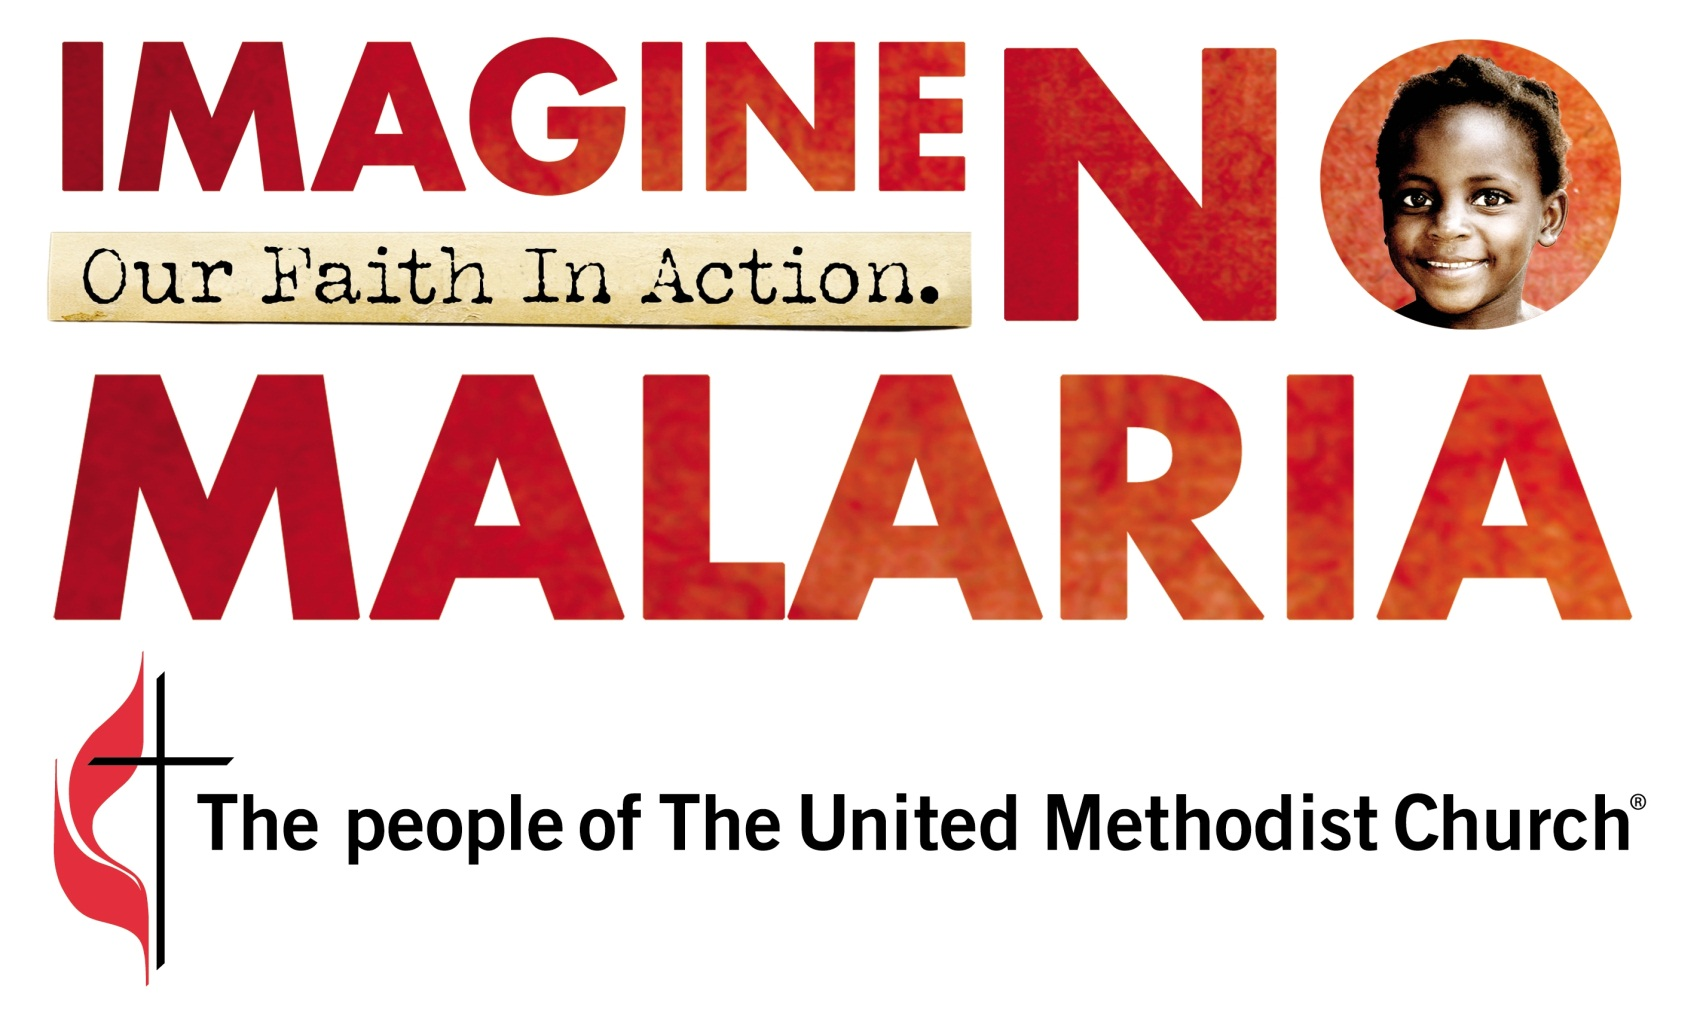 IMAGINE NO
Our Faith In Action.
MALARIA
The people of The United Methodist Church®